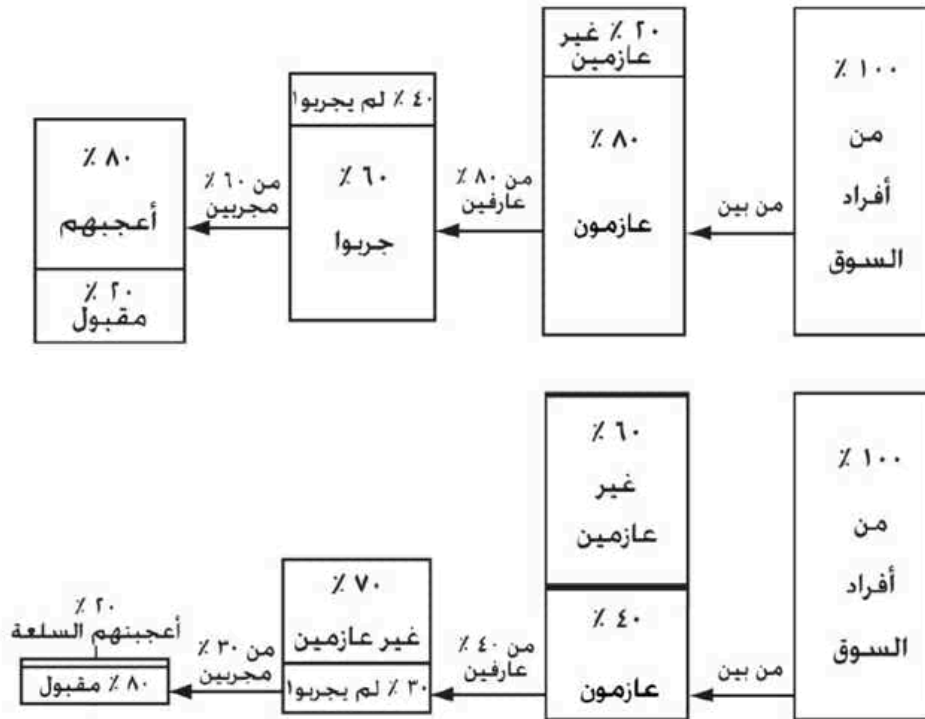 ٪ ١٠٠
من
أفراد
السوق
من بين
٢٠ ٪ غير
عازمين
٨٠ ٪
عازمون
من ٨٠ ٪
عارفين
٤٠ ٪ لم يجربوا
٦٠ ٪
جربوا
من ٦٠ ٪
مجربين
٨٠ ٪
أعجبهم
٢٠ ٪
مقبول
٪ ١٠٠
من
أفراد
السوق
من بين
٦٠ ٪
غير
عازمين
٤٠ ٪
عازمون
من ٤٠ ٪
عارفين
٧٠ ٪
غير عازمين
٣٠ ٪ لم يجربوا
من ٣٠ ٪
مجربين
٢٠ ٪
أعجبنهم السلعة
٨٠ ٪ مقبول